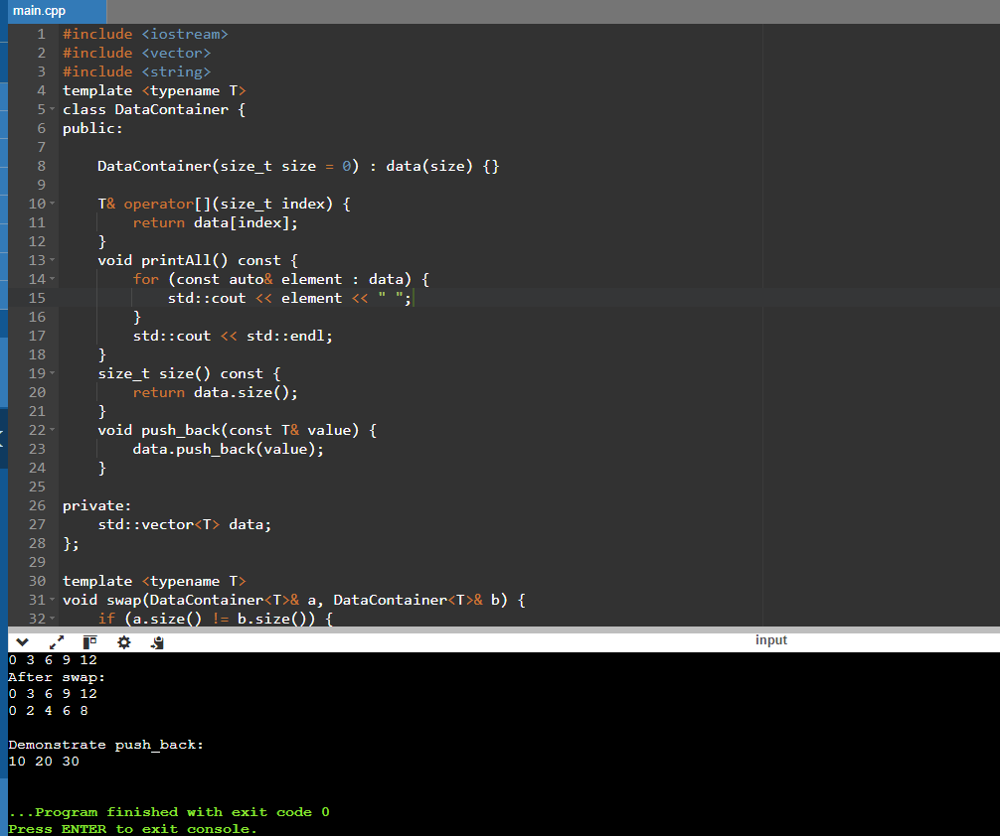 main.cpp
1 #include <iostream>
2 #include <vector>
3 #include <string>
4 template <typename T>
5 class DataContainer {
6 public:
7
8     DataContainer(size_t size = 0) : data(size) {}
9
10     T& operator[](size_t index) {
11         return data[index];
12     }
13     void printAll() const {
14         for (const auto& element : data) {
15             std::cout << element << " ";
16         }
17         std::cout << std::endl;
18     }
19     size_t size() const {
20         return data.size();
21     }
22     void push_back(const T& value) {
23         data.push_back(value);
24     }
25
26 private:
27     std::vector<T> data;
28 };
29
30 template <typename T>
31 void swap(DataContainer<T>& a, DataContainer<T>& b) {
32     if (a.size() != b.size()) {
input
0 3 6 9 12
After swap:
0 3 6 9 12
0 2 4 6 8
Demonstrate push_back:
10 20 30
...Program finished with exit code 0
Press ENTER to exit console.